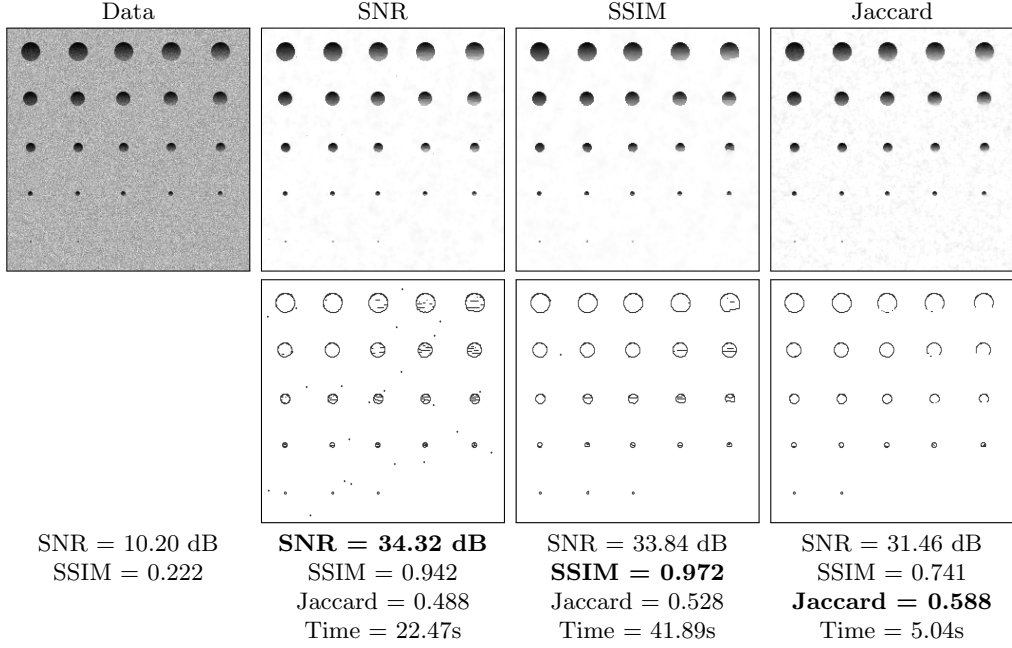 Data SNR SSIM Jaccard
SNR = 10.20 dB SNR = 34.32 dB SNR = 33.84 dB SNR = 31.46 dB
SSIM = 0.222 SSIM = 0.942 SSIM = 0.972 SSIM = 0.741
Jaccard = 0.488 Jaccard = 0.528 Jaccard = 0.588
Time = 22.47s Time = 41.89s Time = 5.04s